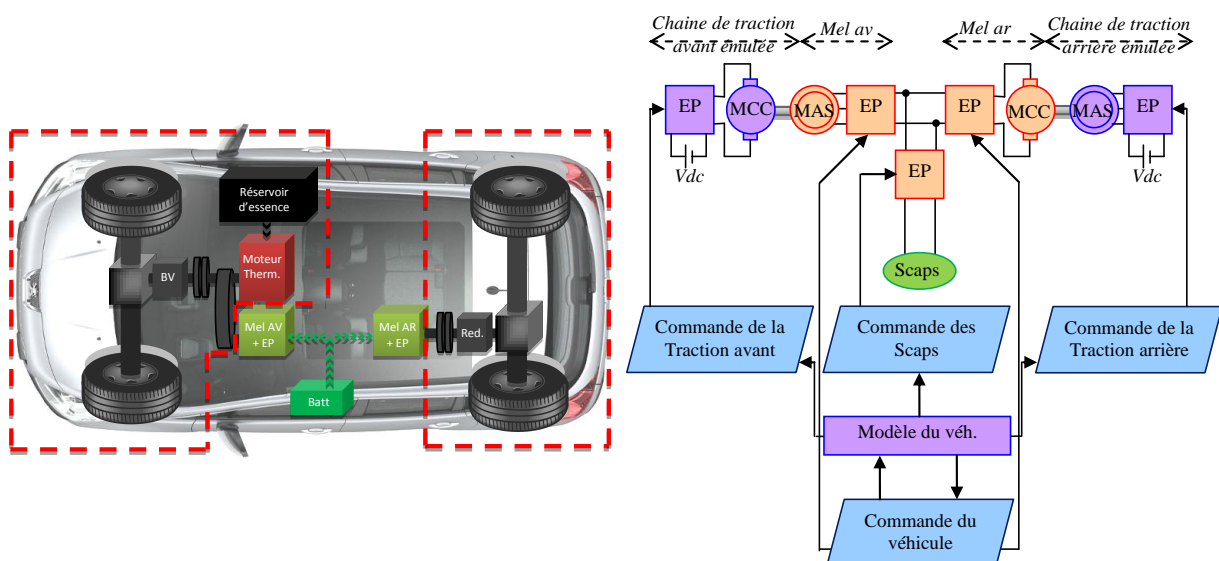 Réservoir
d'essence
Moteur
Therm.
BV
Mel AV
+ EP
Mel AR
+ EP
Red.
Batt
Chaine de traction
avant émulée
Mel av
Mel ar
Chaine de traction
arrière émulée
EP
MCC
MAS
EP
EP
MCC
MAS
EP
Vdc
EP
Vdc
Scaps
Commande de la
Traction avant
Commande des
Scaps
Commande de la
Traction arrière
Modèle du véh.
Commande du
véhicule